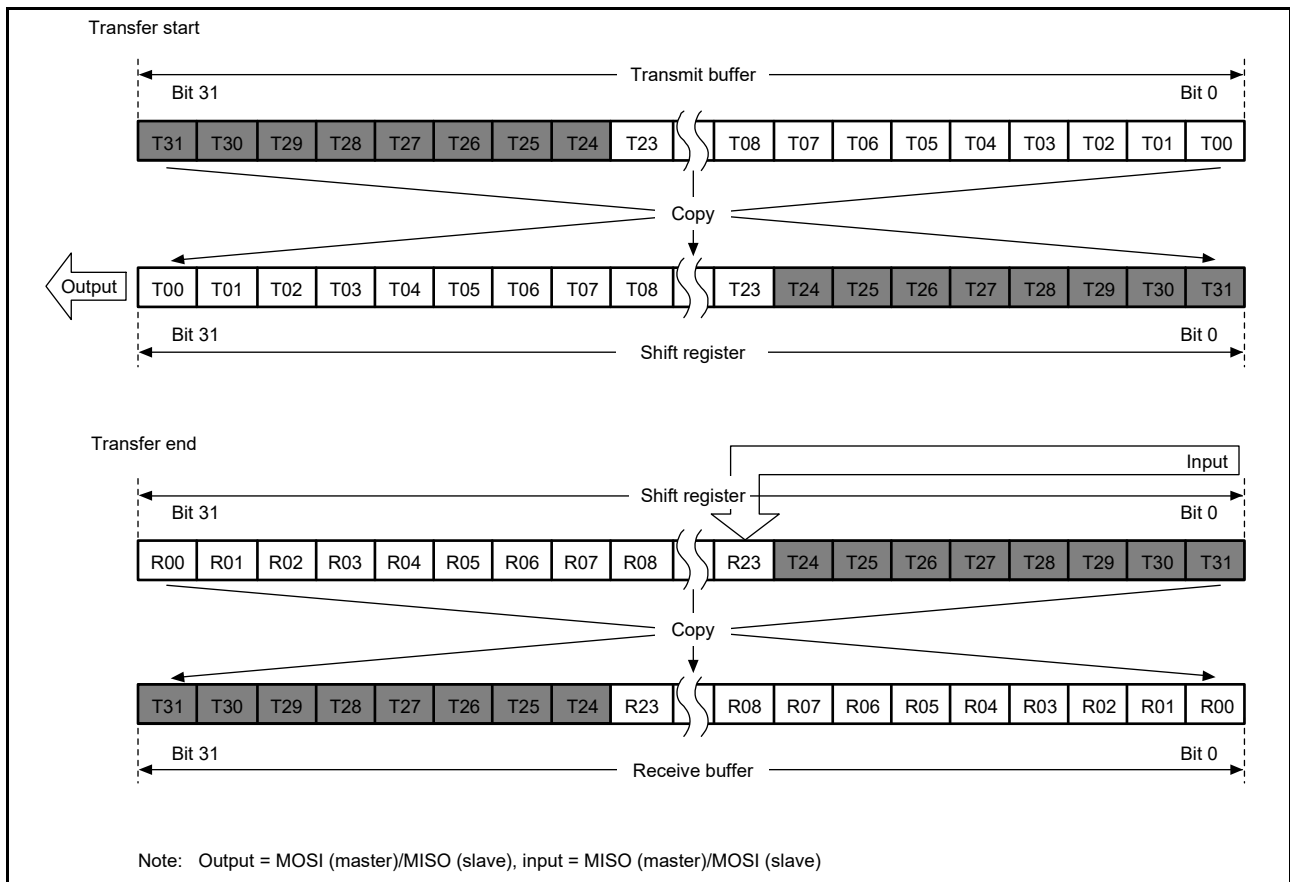 Transfer start
Transmit buffer
Bit 31 Bit 0
T31 T30 T29 T28 T27 T26 T25 T24 T23 T08 T07 T06 T05 T04 T03 T02 T01 T00
Copy
Output T00 T01 T02 T03 T04 T05 T06 T07 T08 T23 T24 T25 T26 T27 T28 T29 T30 T31
Bit 31 Bit 0
Shift register
Transfer end
Input
Shift register
Bit 31 Bit 0
R00 R01 R02 R03 R04 R05 R06 R07 R08 R23 T24 T25 T26 T27 T28 T29 T30 T31
Copy
T31 T30 T29 T28 T27 T26 T25 T24 R23 R08 R07 R06 R05 R04 R03 R02 R01 R00
Bit 31 Bit 0
Receive buffer
Note: Output = MOSI (master)/MISO (slave), input = MISO (master)/MOSI (slave)